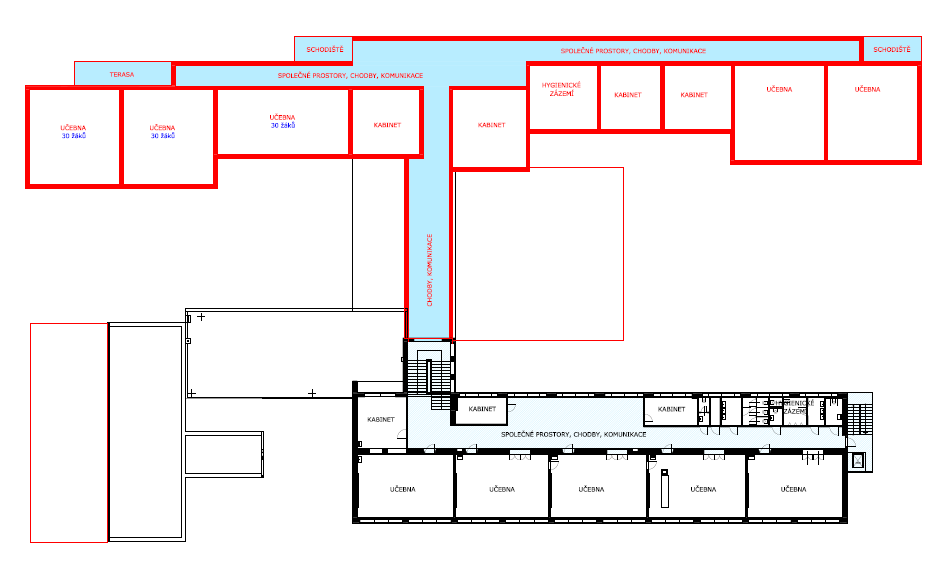 SCHODIŠTĚ
SPOLEČNÉ PROSTORY, CHODBY, KOMUNIKACE
SCHODIŠTĚ
TERASA
SPOLEČNÉ PROSTORY, CHODBY, KOMUNIKACE
HYGIENICKÉ
ZÁZEMÍ
KABINET
KABINET
UČEBNA
UČEBNA
UČEBNA
30 žáků
UČEBNA
30 žáků
UČEBNA
30 žáků
KABINET
KABINET
CHODBY, KOMUNIKACE
KABINET
KABINET
KABINET
HYGIENICKÉ
ZÁZEMÍ
SPOLEČNÉ PROSTORY, CHODBY, KOMUNIKACE
UČEBNA
UČEBNA
UČEBNA
UČEBNA
UČEBNA